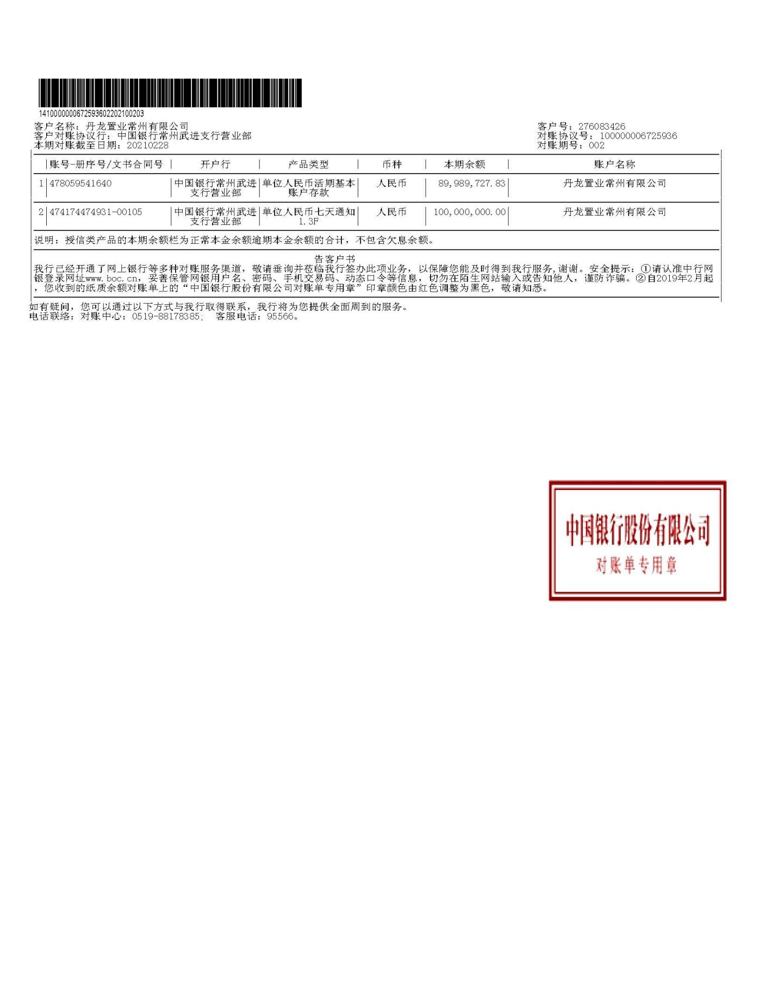 1410000000672593602202100203
客户名称：丹龙置业常州有限公司 客户号：276083426
客户对账协议行：中国银行常州武进支行营业部 对账协议号：100000006725936
本期对账截至日期：20210228 对账期号：002
账号-册序号/文书合同号 开户行 产品类型 币种 本期余额 账户名称
1 478059541640 中国银行常州武进 单位人民币活期基本 人民币 89,989,727.83 丹龙置业常州有限公司
支行营业部 账户存款
2 474174474931-00105 中国银行常州武进 单位人民币七天通知 人民币 100,000,000.00 丹龙置业常州有限公司
支行营业部 1.3F
说明：授信类产品的本期余额栏为正常本金余额逾期本金余额的合计，不包含欠息余额。
告客户书
我行已经开通了网上银行等多种对账服务渠道，敬请垂询并莅临我行签办此项业务，以保障您能及时得到我行服务,谢谢。安全提示：①请认准中行网
银登录网址www.boc.cn，妥善保管网银用户名、密码、手机交易码、动态口令等信息，切勿在陌生网站输入或告知他人，谨防诈骗。②自2019年2月起
，您收到的纸质余额对账单上的“中国银行股份有限公司对账单专用章”印章颜色由红色调整为黑色，敬请知悉。
如有疑问，您可以通过以下方式与我行取得联系，我行将为您提供全面周到的服务。
电话联络：对账中心：0519-88178385； 客服电话：95566。
中国银行股份有限公司
对账单专用章